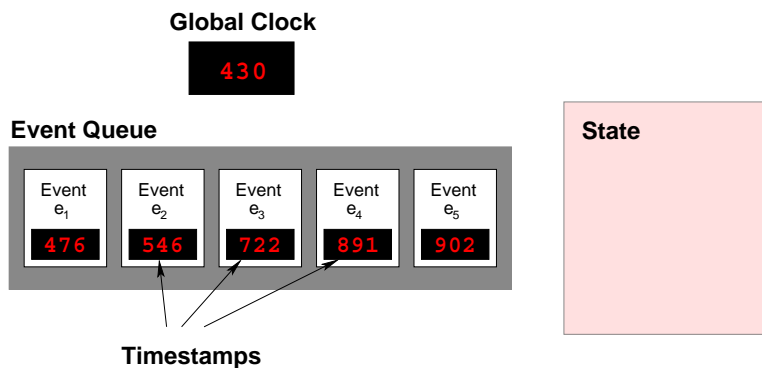 Global Clock
430
Event Queue
State
Event Event Event Event Event
e1 e2 e3 e4 e5
476 546 722 891 902
Timestamps